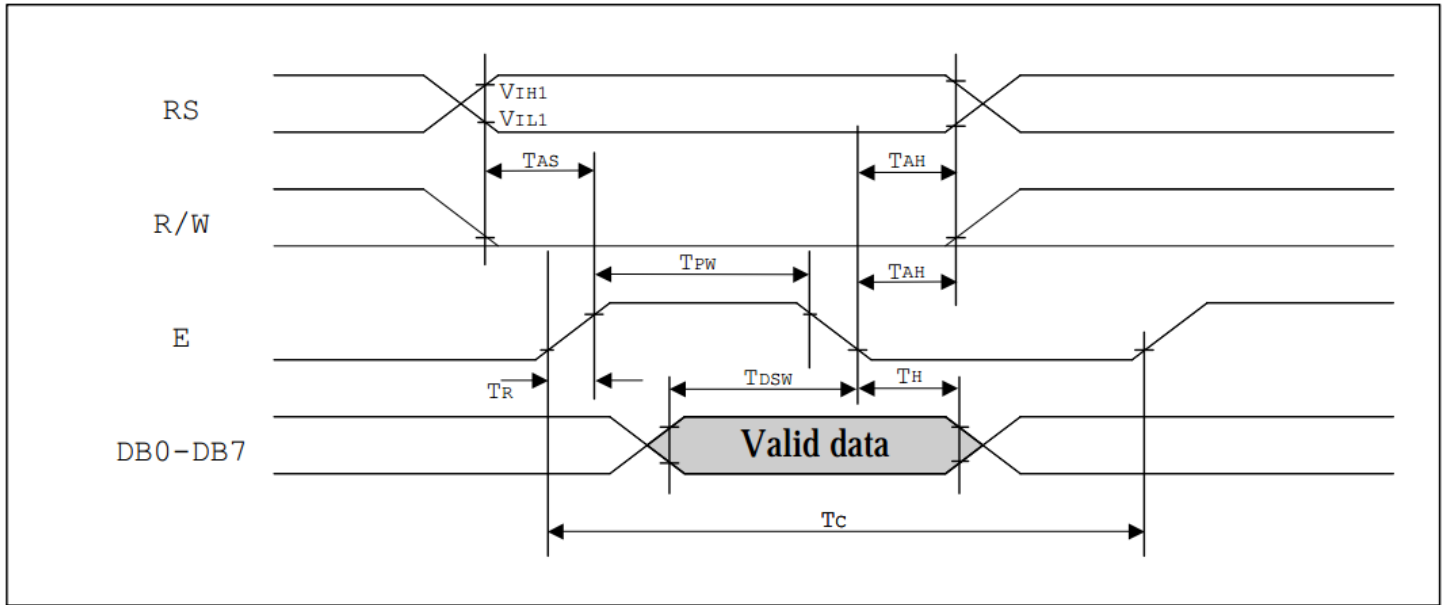 RS
VIH1
VIL1
TAS
TAH
R/W
TPW
TAH
E
TR
TDSW
TH
DB0-DB7
Valid data
TC